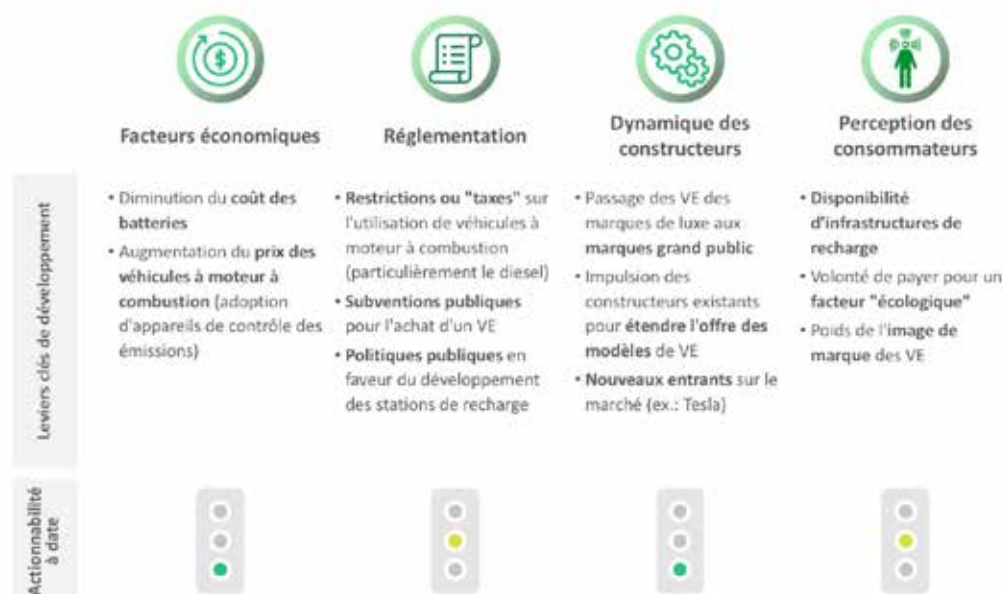 Facteurs économiques
Réglementation
Dynamique des
constructeurs
Perception des
consommateurs
Leviers clés de développement
• Diminution du coût des
batteries
• Augmentation du prix des
véhicules à moteur à
combustion (adoption
d'appareils de contrôle des
émissions)
• Restrictions ou "taxes" sur
l'utilisation de véhicules à
moteur à combustion
(particulièrement le diesel)
• Subventions publiques
pour l'achat d'un VE
• Politiques publiques en
faveur du développement
des stations de recharge
• Passage des VE des
marques de luxe aux
marques grand public
• Impulsion des
constructeurs existants
pour étendre l'offre des
modèles de VE
• Nouveaux entrants sur le
marché (ex.: Tesla)
• Disponibilité
d'infrastructures de
recharge
• Volonté de payer pour un
facteur "écologique"
• Poids de l'image de
marque des VE
Actionnabilité
à date